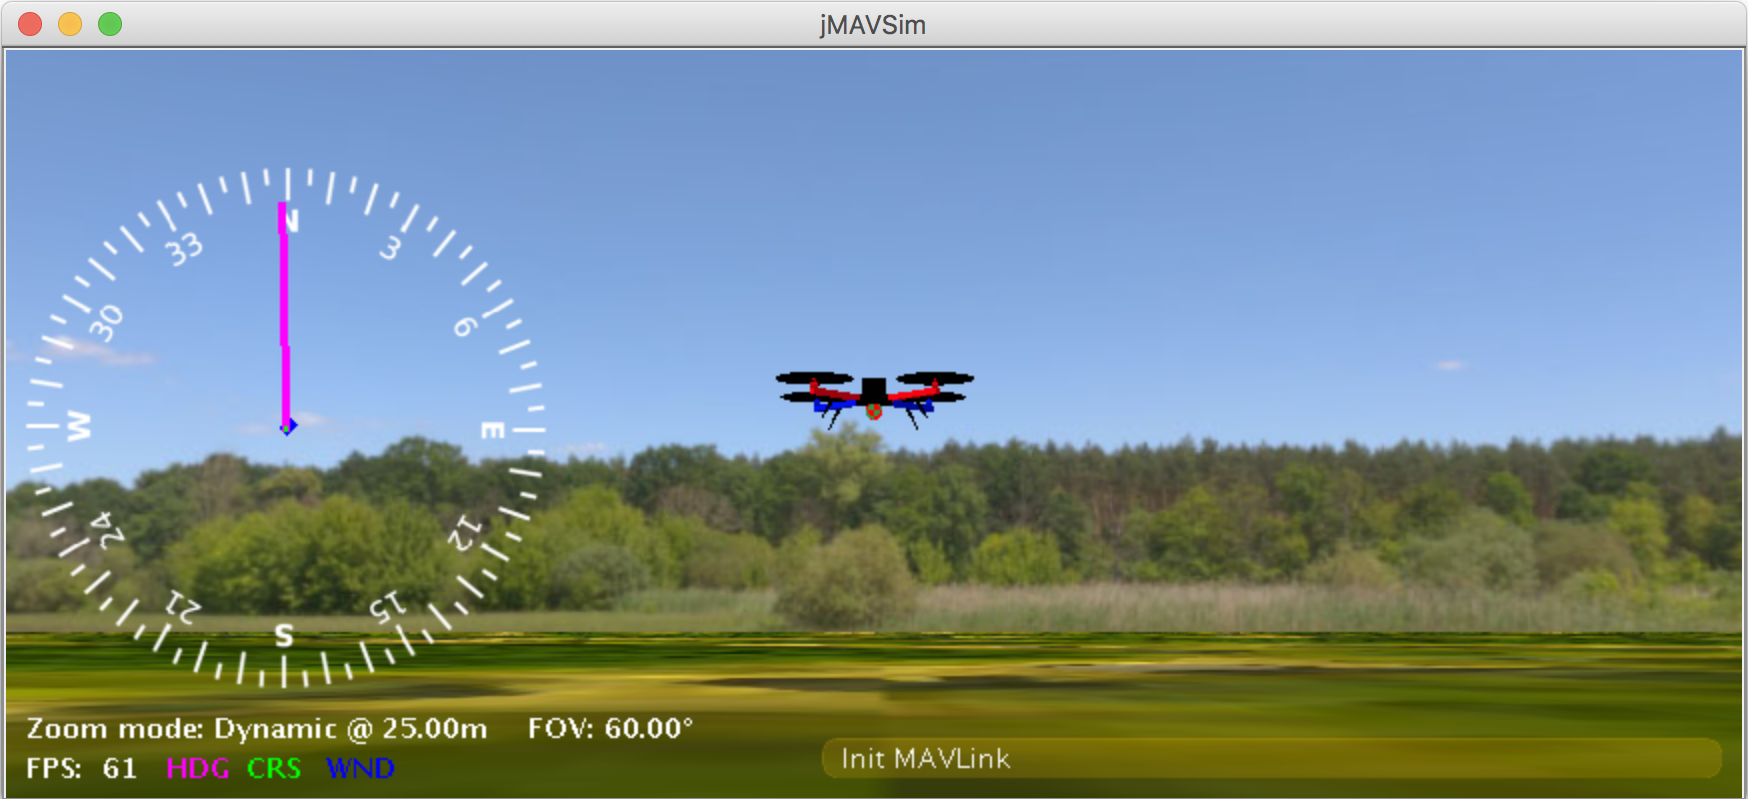 jMAVSim
N
3
6
E
12
15
S
21
24
W
30
33
Zoom mode: Dynamic @ 25.00m FOV: 60.00°
FPS: 61 HDG CRS WND
Init MAVLink